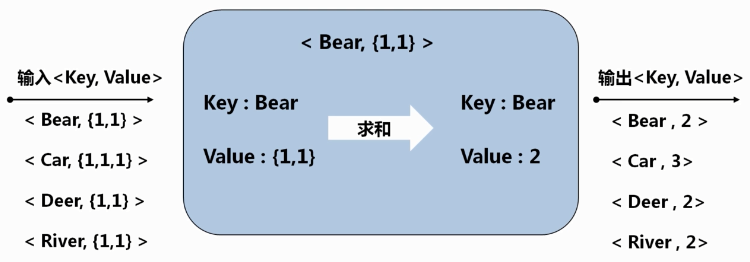 输入<Key, Value>
< Bear, {1,1} >
< Car, {1,1,1} >
< Deer, {1,1} >
< River, {1,1} >
< Bear, {1,1} >
Key : Bear
Value : {1,1}
求和
Key : Bear
Value : 2
输出<Key, Value>
< Bear , 2 >
< Car , 3>
< Deer , 2>
< River , 2>